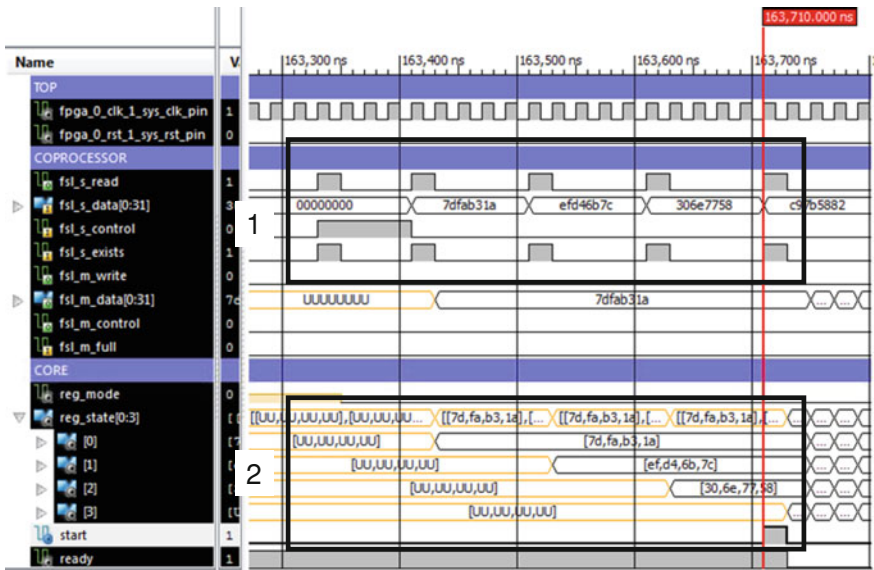 163,710.000 ns
Name V. 163,300 ns 163,400 ns 163,500 ns 163,600 ns 163,700 ns
TOP
fpga_0_clk_1_sys_clk_pin 1
fpga_0_rst_1_sys_rst_pin 0
COPROCESSOR
fsl_s_read 1
fsl_s_data[0:31] 3 00000000 7dfab31a efd46b7c 306e7758 c97b5882
fsl_s_control 0 1
fsl_s_exists 1
fsl_m_write 0
fsl_m_data[0:31] 7d UUUUUUUU 7dfab31a ... ...
fsl_m_control 0
fsl_m_full 0
CORE
reg_mode 0
reg_state[0:3] [[UU,UU,UU,UU],[UU,UU,UU... [[7d,fa,b3,1a],[... [[7d,fa,b3,1a],[... [[7d,fa,b3,1a],[... ... ... ...
[0] [UU,UU,UU,UU] [7d,fa,b3,1a] ... ...
[1] [UU,UU,UU,UU] [ef,d4,6b,7c] ... ...
[2] 2 [UU,UU,UU,UU] [30,6e,77,58] ... ...
[3] [UU,UU,UU,UU] ... ... ...
start 1
ready 1